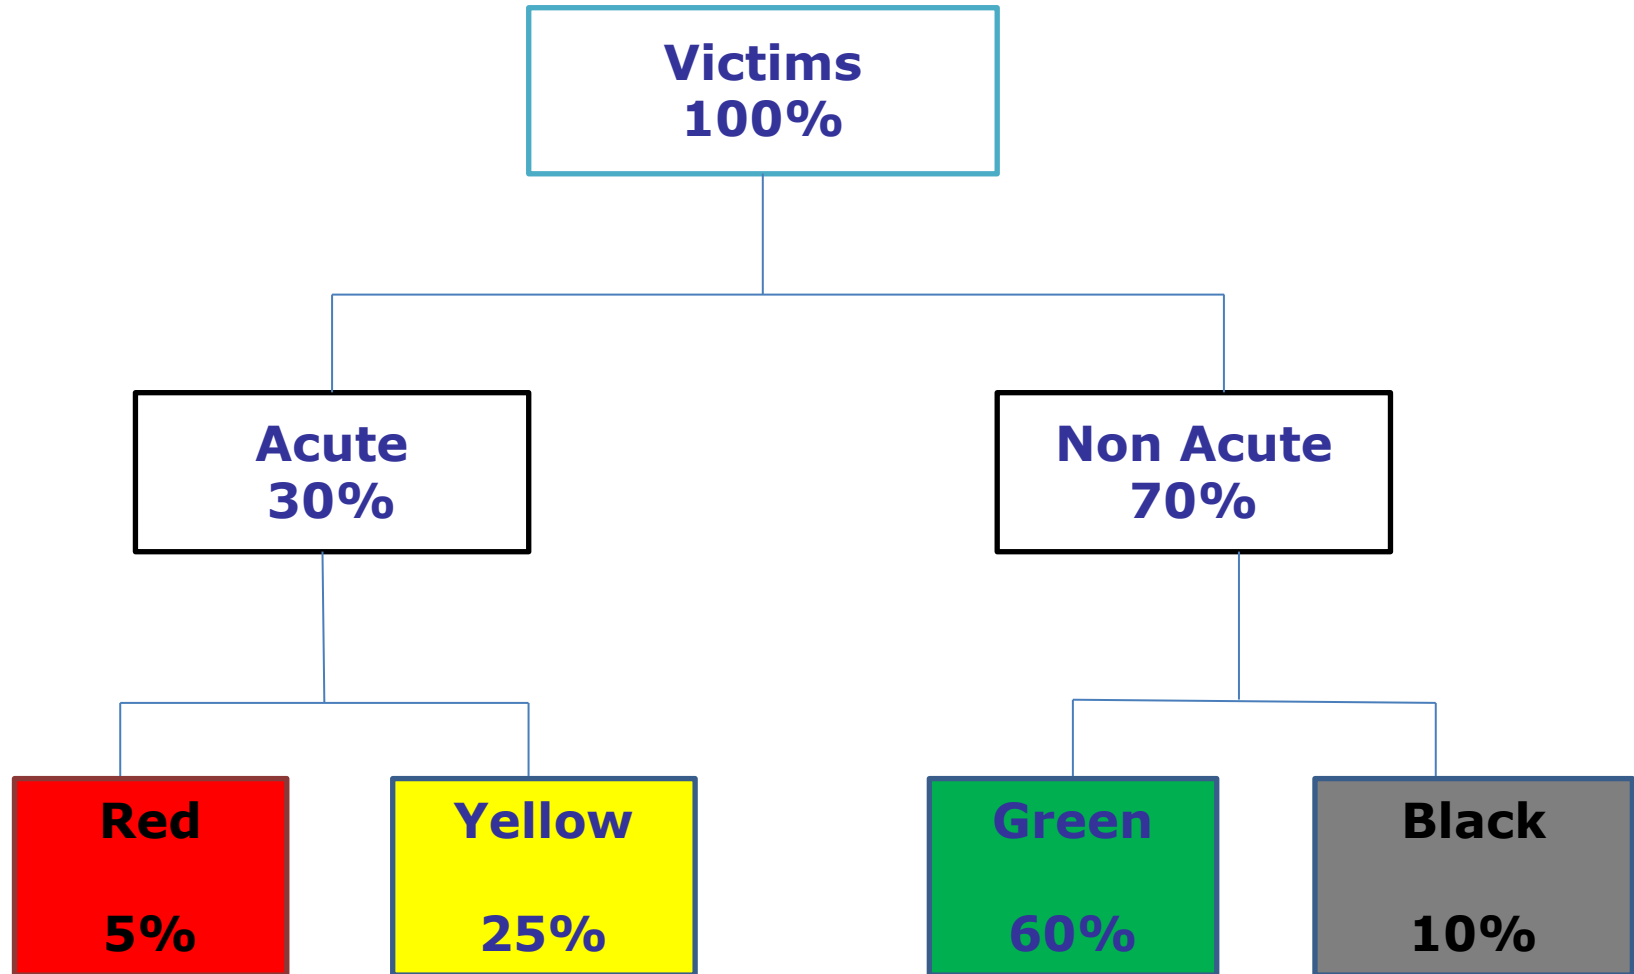 Victims
100%
Acute
30%
Non Acute
70%
Red
5%
Yellow
25%
Green
60%
Black
10%